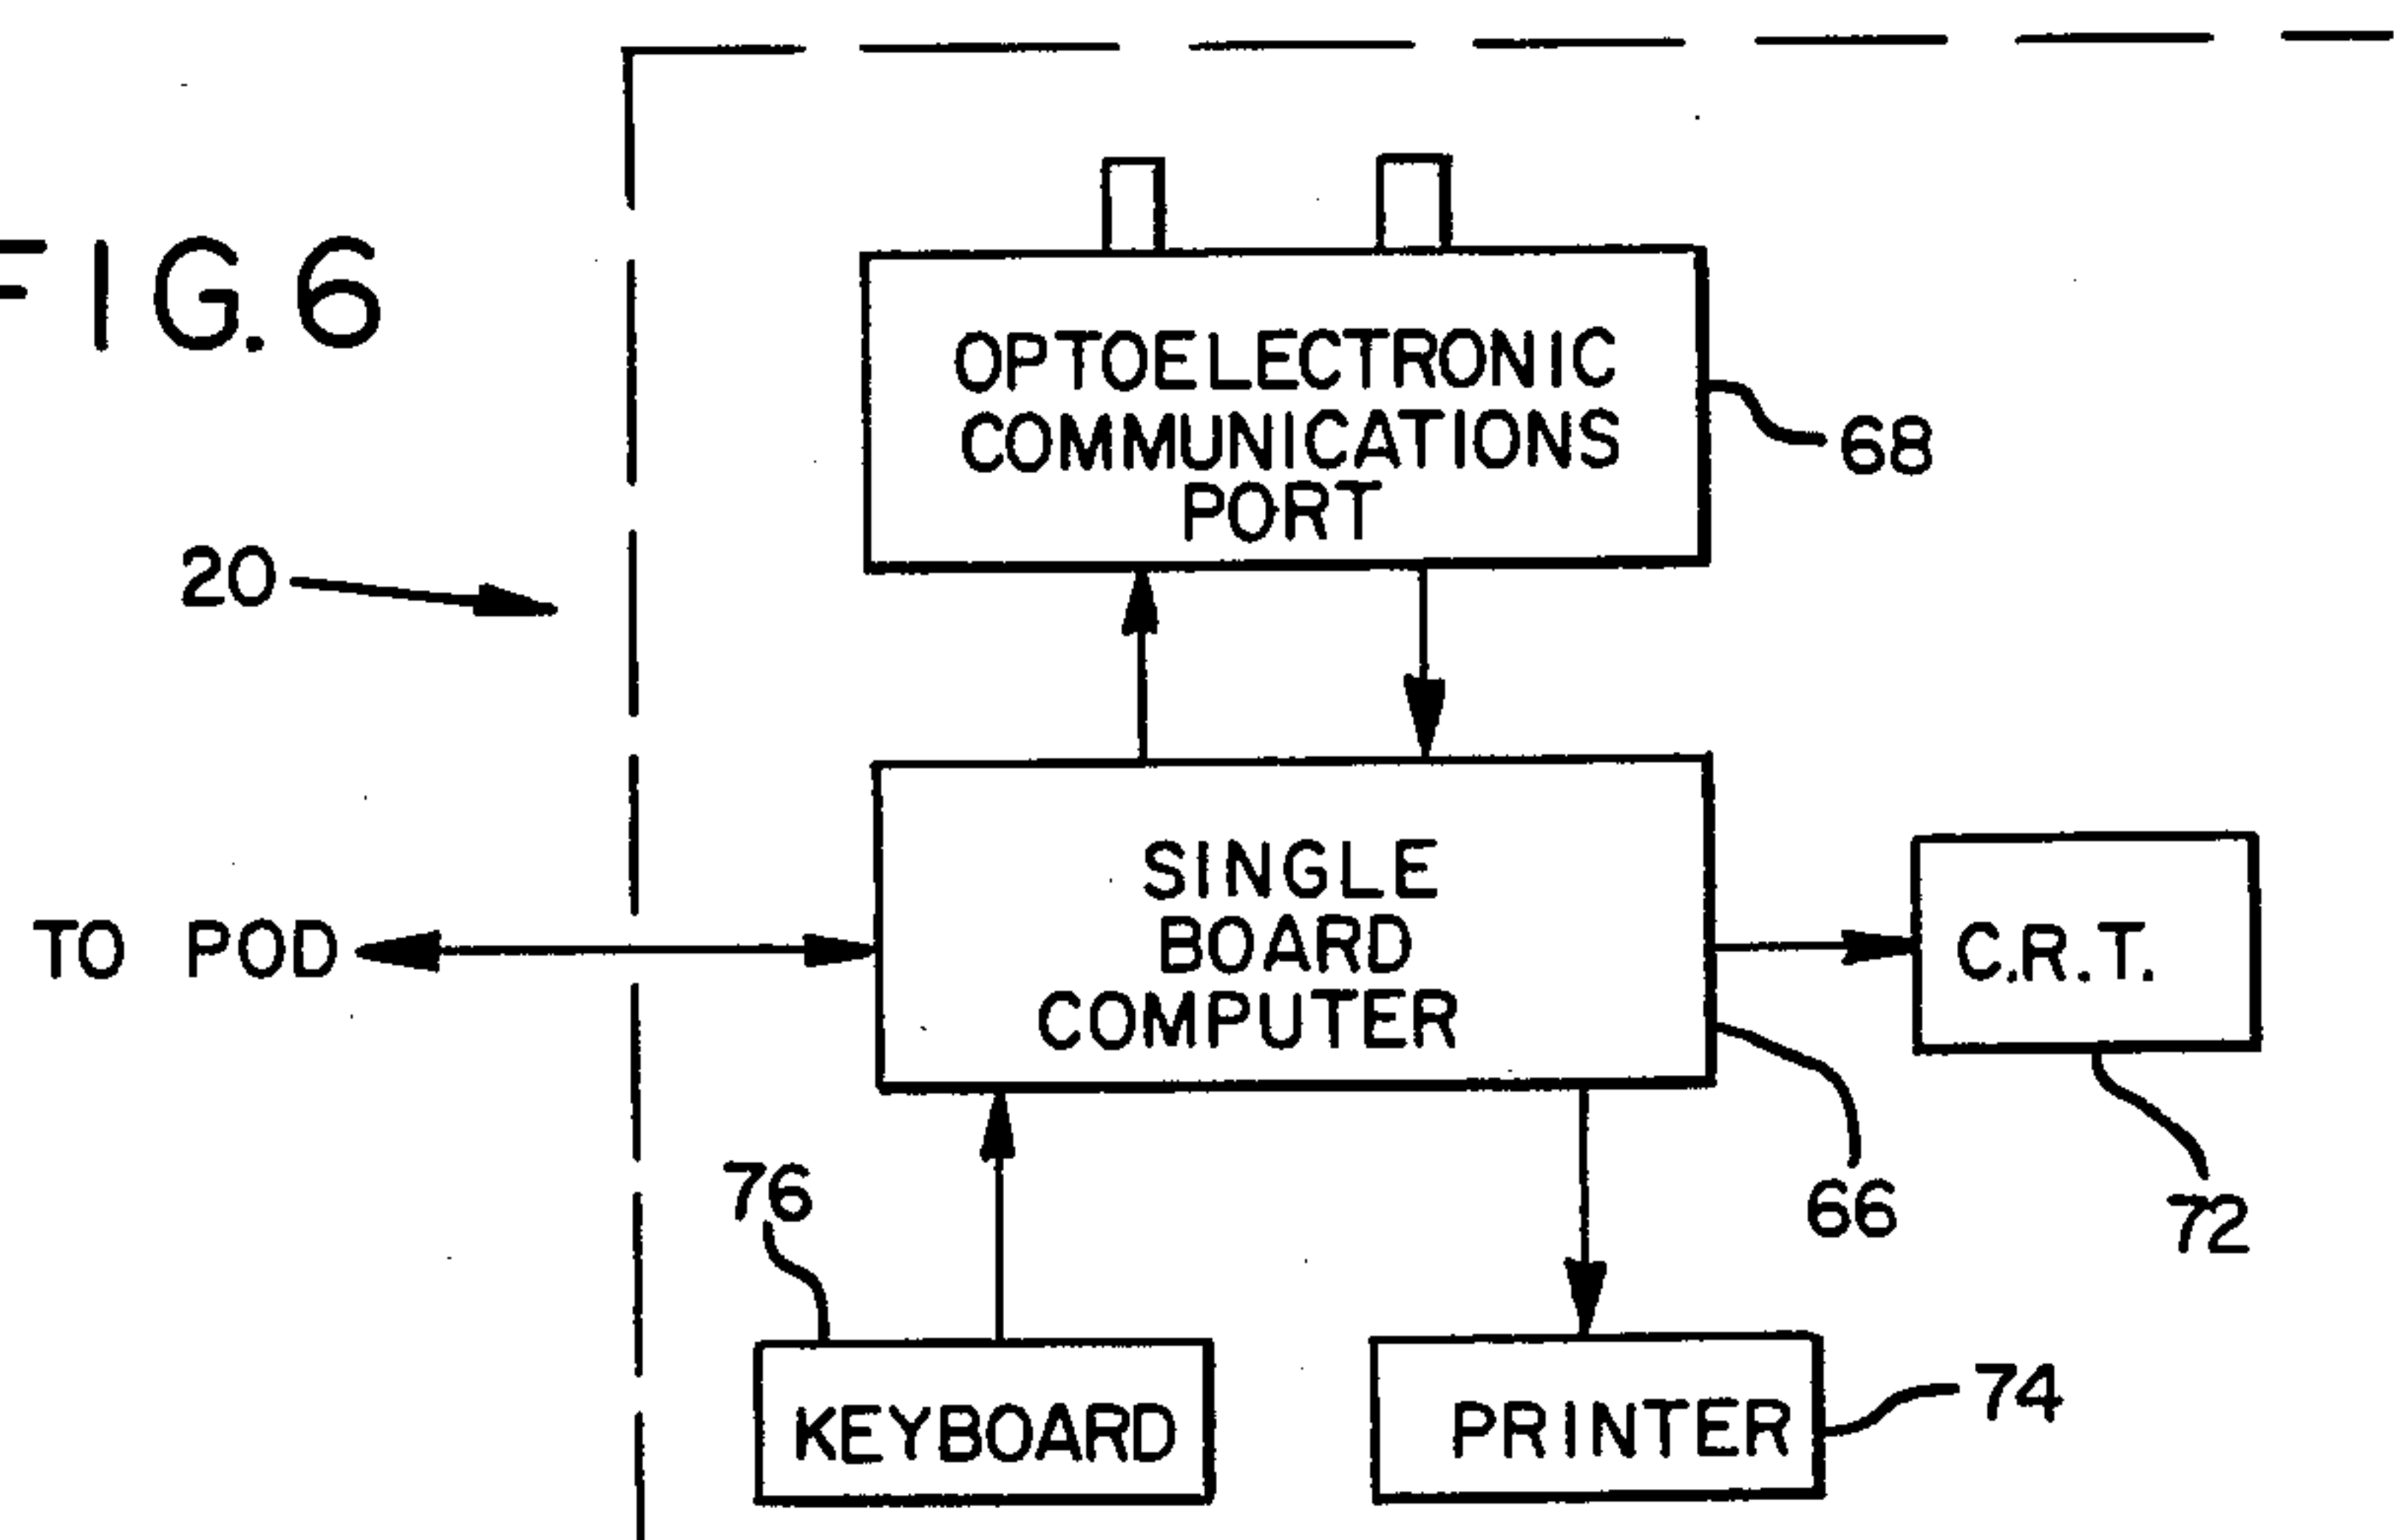 FIG.6
OPTOELECTRONIC
COMMUNICATIONS
PORT
68
20
SINGLE
BOARD
COMPUTER
TO POD
C.R.T.
76
66
72
KEYBOARD
PRINTER
74